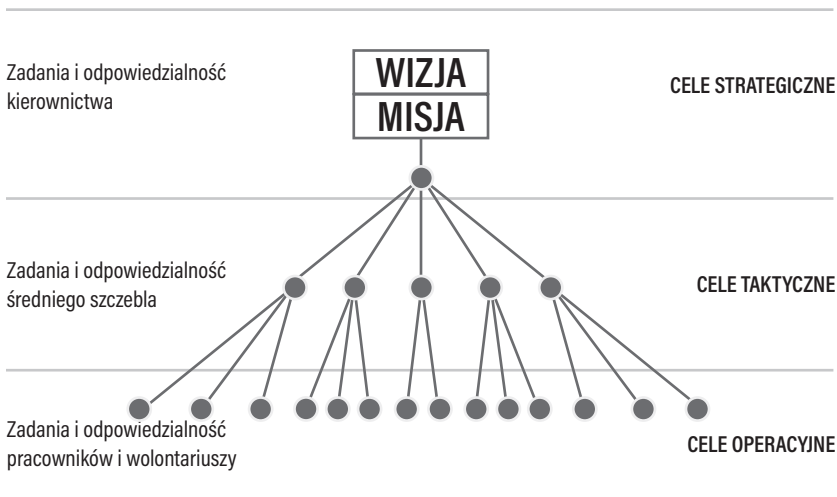 Zadania i odpowiedzialność
kierownictwa
WIZJA
MISJA
CELE STRATEGICZNE
Zadania i odpowiedzialność
średniego szczebla
CELE TAKTYCZNE
Zadania i odpowiedzialność
pracowników i wolontariuszy
CELE OPERACYJNE